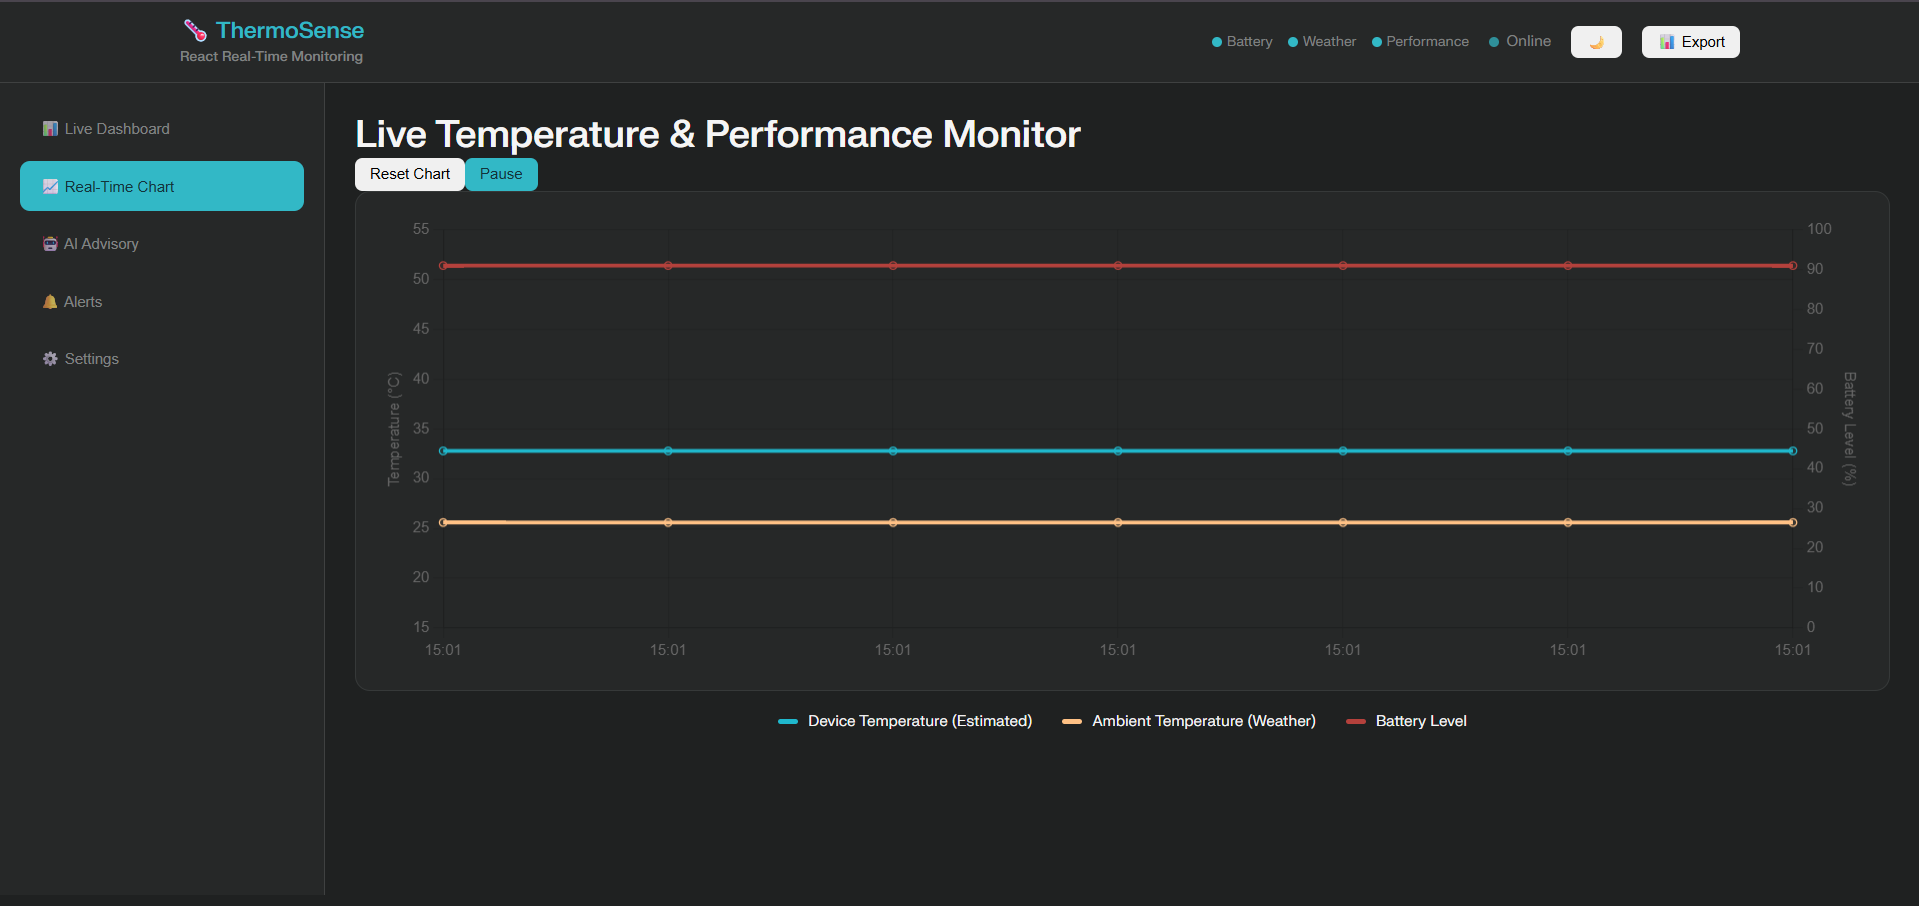 ThermoSense
React Real-Time Monitoring
Battery
Weather
Performance
Online
Export
Live Dashboard
Real-Time Chart
AI Advisory
Alerts
Settings
Live Temperature & Performance Monitor
Reset Chart
Pause
Temperature (°C)
55
50
45
40
35
30
25
20
15
100
90
80
70
60
50
40
30
20
10
0
Battery Level (%)
15:01 15:01 15:01 15:01 15:01 15:01 15:01
Device Temperature (Estimated)
Ambient Temperature (Weather)
Battery Level